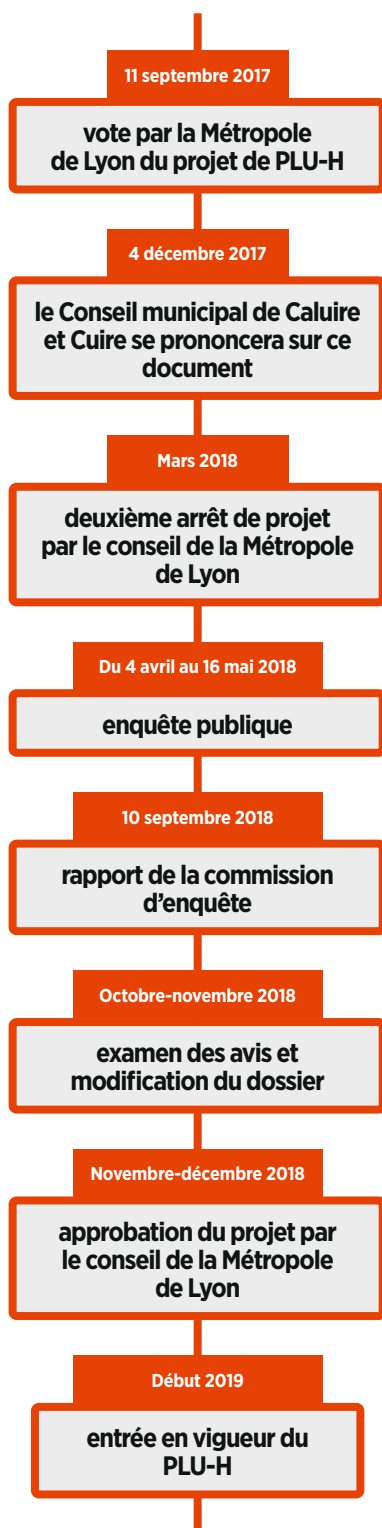 11 septembre 2017
vote par la Métropole
de Lyon du projet de PLU-H
4 décembre 2017
le Conseil municipal de Caluire
et Cuire se prononcera sur ce
document
Mars 2018
deuxième arrêt de projet
par le conseil de la Métropole
de Lyon
Du 4 avril au 16 mai 2018
enquête publique
10 septembre 2018
rapport de la commission
d’enquête
Octobre-novembre 2018
examen des avis et
modification du dossier
Novembre-décembre 2018
approbation du projet par
le conseil de la Métropole
de Lyon
Début 2019
entrée en vigueur du
PLU-H